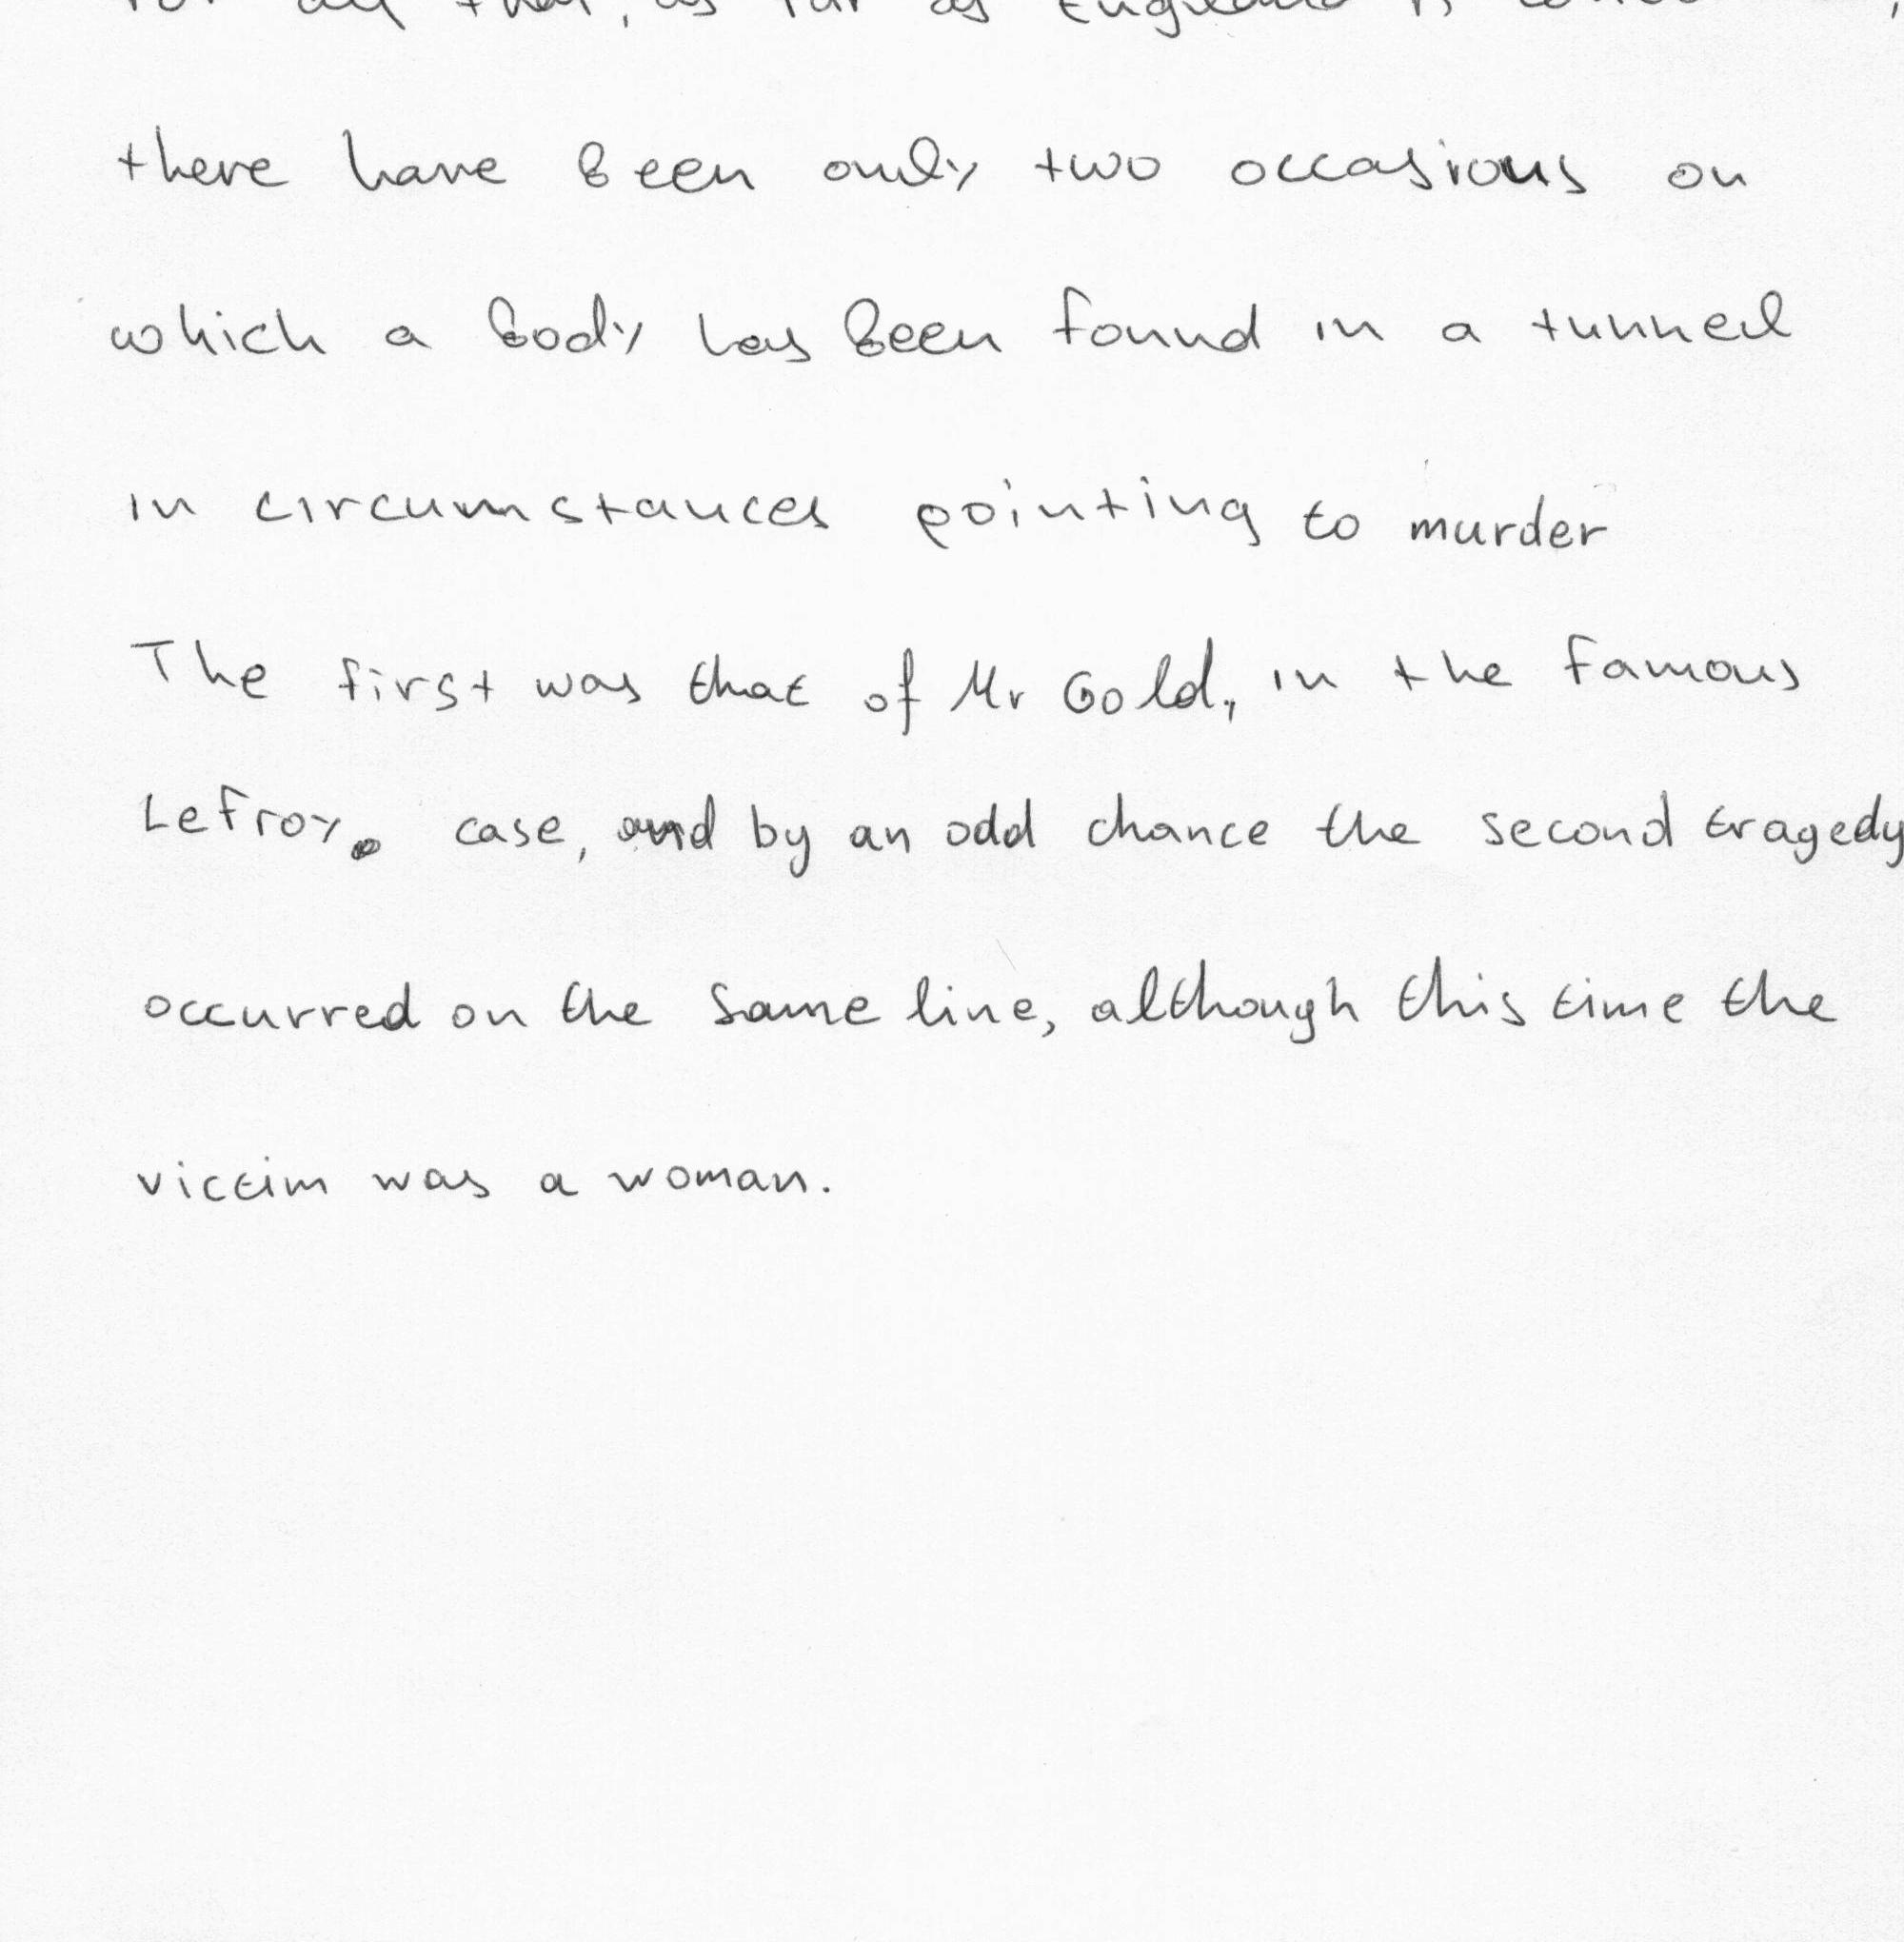 for all that, as far as England is
there have been only two occasions on
which a body has been found in a tunnel
in circumstances pointing to murder
The first was that of Mr Gold, in the famous
Lefroy. case, and by an odd chance the second tragedy
occurred on the same line, although this time the
victim was a woman.